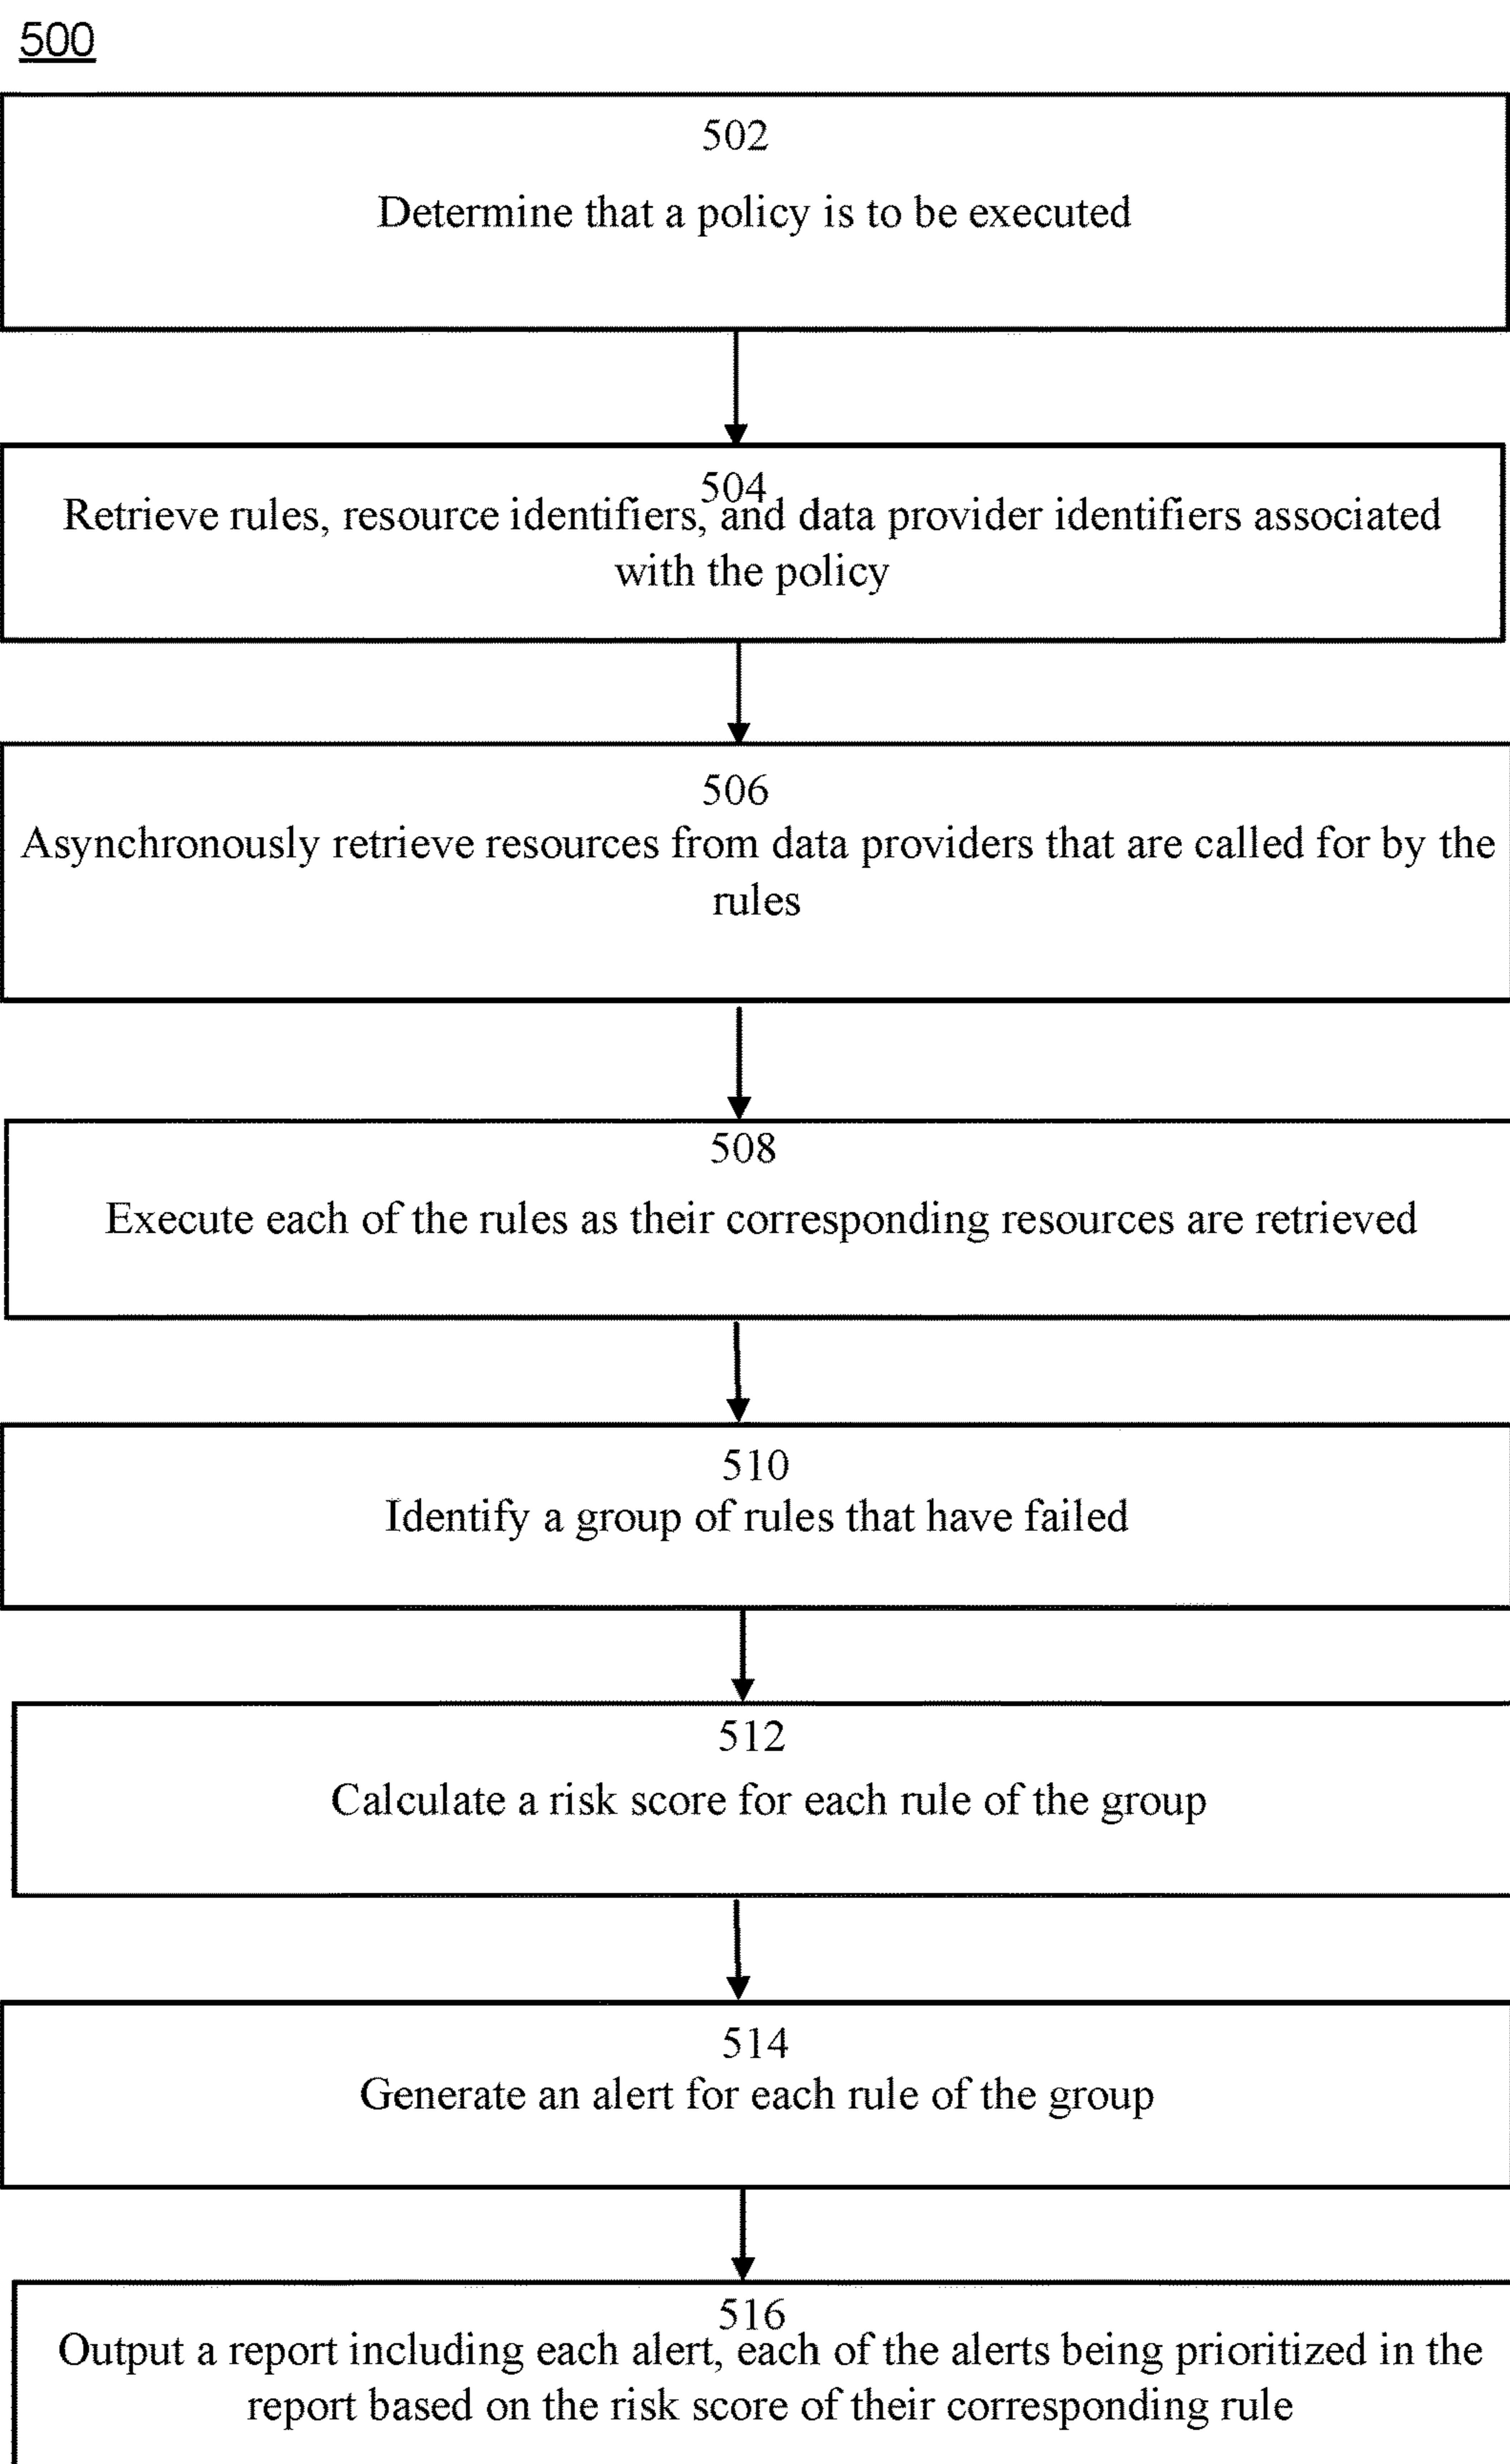 500
502
Determine that a policy is to be executed
504
Retrieve rules, resource identifiers, and data provider identifiers associated
with the policy
506
Asynchronously retrieve resources from data providers that are called for by the
rules
508
Execute each of the rules as their corresponding resources are retrieved
510
Identify a group of rules that have failed
512
Calculate a risk score for each rule of the group
514
Generate an alert for each rule of the group
516
Output a report including each alert, each of the alerts being prioritized in the
report based on the risk score of their corresponding rule